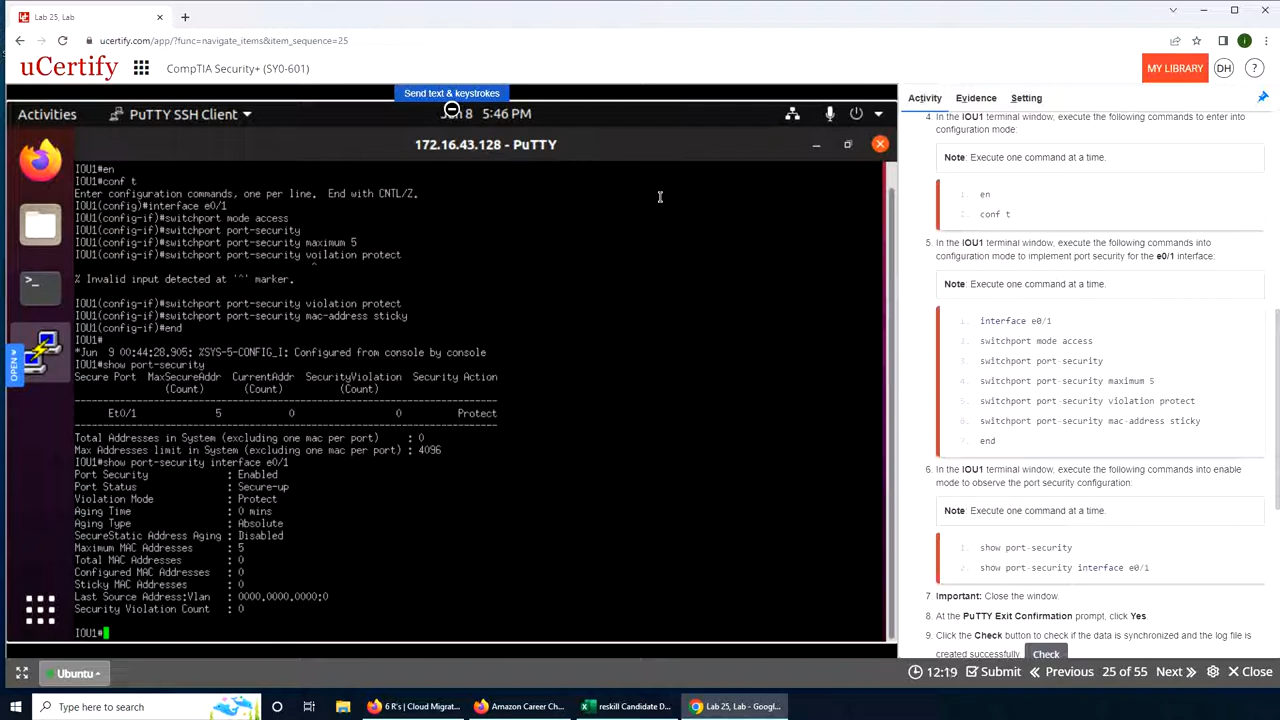 Lab 25, Lab
ucertify.com/app/?func=navigate_items&item_sequence=25
uCertify
CompTIA Security+ (SY0-601)
MY LIBRARY
DH
?
Send text & keystrokes
Activities
PuTTY SSH Client
8 5:46 PM
172.16.43.128 - PuTTY
OPEN
IOU1#en
IOU1#conf t
Enter configuration commands, one per line.  End with CNTL/Z.
IOU1(config)#interface e0/1
IOU1(config-if)#switchport mode access
IOU1(config-if)#switchport port-security
IOU1(config-if)#switchport port-security maximum 5
IOU1(config-if)#switchport port-security voilation protect
^
% Invalid input detected at '^' marker.
IOU1(config-if)#switchport port-security violation protect
IOU1(config-if)#switchport port-security mac-address sticky
IOU1(config-if)#end
IOU1#
*Jun  9 00:44:28.905: %SYS-5-CONFIG_I: Configured from console by console
IOU1#show port-security
Secure Port  MaxSecureAddr  CurrentAddr  SecurityViolation  Security Action
(Count)       (Count)          (Count)
---------------------------------------------------------------------------
Et0/1              5            0                  0         Protect
---------------------------------------------------------------------------
Total Addresses in System (excluding one mac per port)     : 0
Max Addresses limit in System (excluding one mac per port) : 4096
IOU1#show port-security interface e0/1
Port Security              : Enabled
Port Status                : Secure-up
Violation Mode             : Protect
Aging Time                 : 0 mins
Aging Type                 : Absolute
SecureStatic Address Aging : Disabled
Maximum MAC Addresses      : 5
Total MAC Addresses        : 0
Configured MAC Addresses   : 0
Sticky MAC Addresses       : 0
Last Source Address:Vlan   : 0000.0000.0000:0
Security Violation Count   : 0
IOU1#
Activity
Evidence
Setting
4. In the IOU1 terminal window, execute the following commands to enter into
configuration mode:
Note: Execute one command at a time.
1. en
2. conf t
5. In the IOU1 terminal window, execute the following commands into
configuration mode to implement port security for the e0/1 interface:
Note: Execute one command at a time.
1. interface e0/1
2. switchport mode access
3. switchport port-security
4. switchport port-security maximum 5
5. switchport port-security violation protect
6. switchport port-security mac-address sticky
7. end
6. In the IOU1 terminal window, execute the following commands into enable
mode to observe the port security configuration.
Note: Execute one command at a time.
1. show port-security
2. show port-security interface e0/1
7 Important: Close the window.
8. At the PuTTY Exit Confirmation prompt, click Yes.
9. Click the Check button to check if the data is synchronized and the log file is
created successfully.
Check
Ubuntu
12:19
Submit
Previous
25 of 55
Next
Close
Type here to search
6 R's | Cloud Migrat...
Amazon Career Ch...
reskill Candidate D...
Lab 25, Lab - Googl...